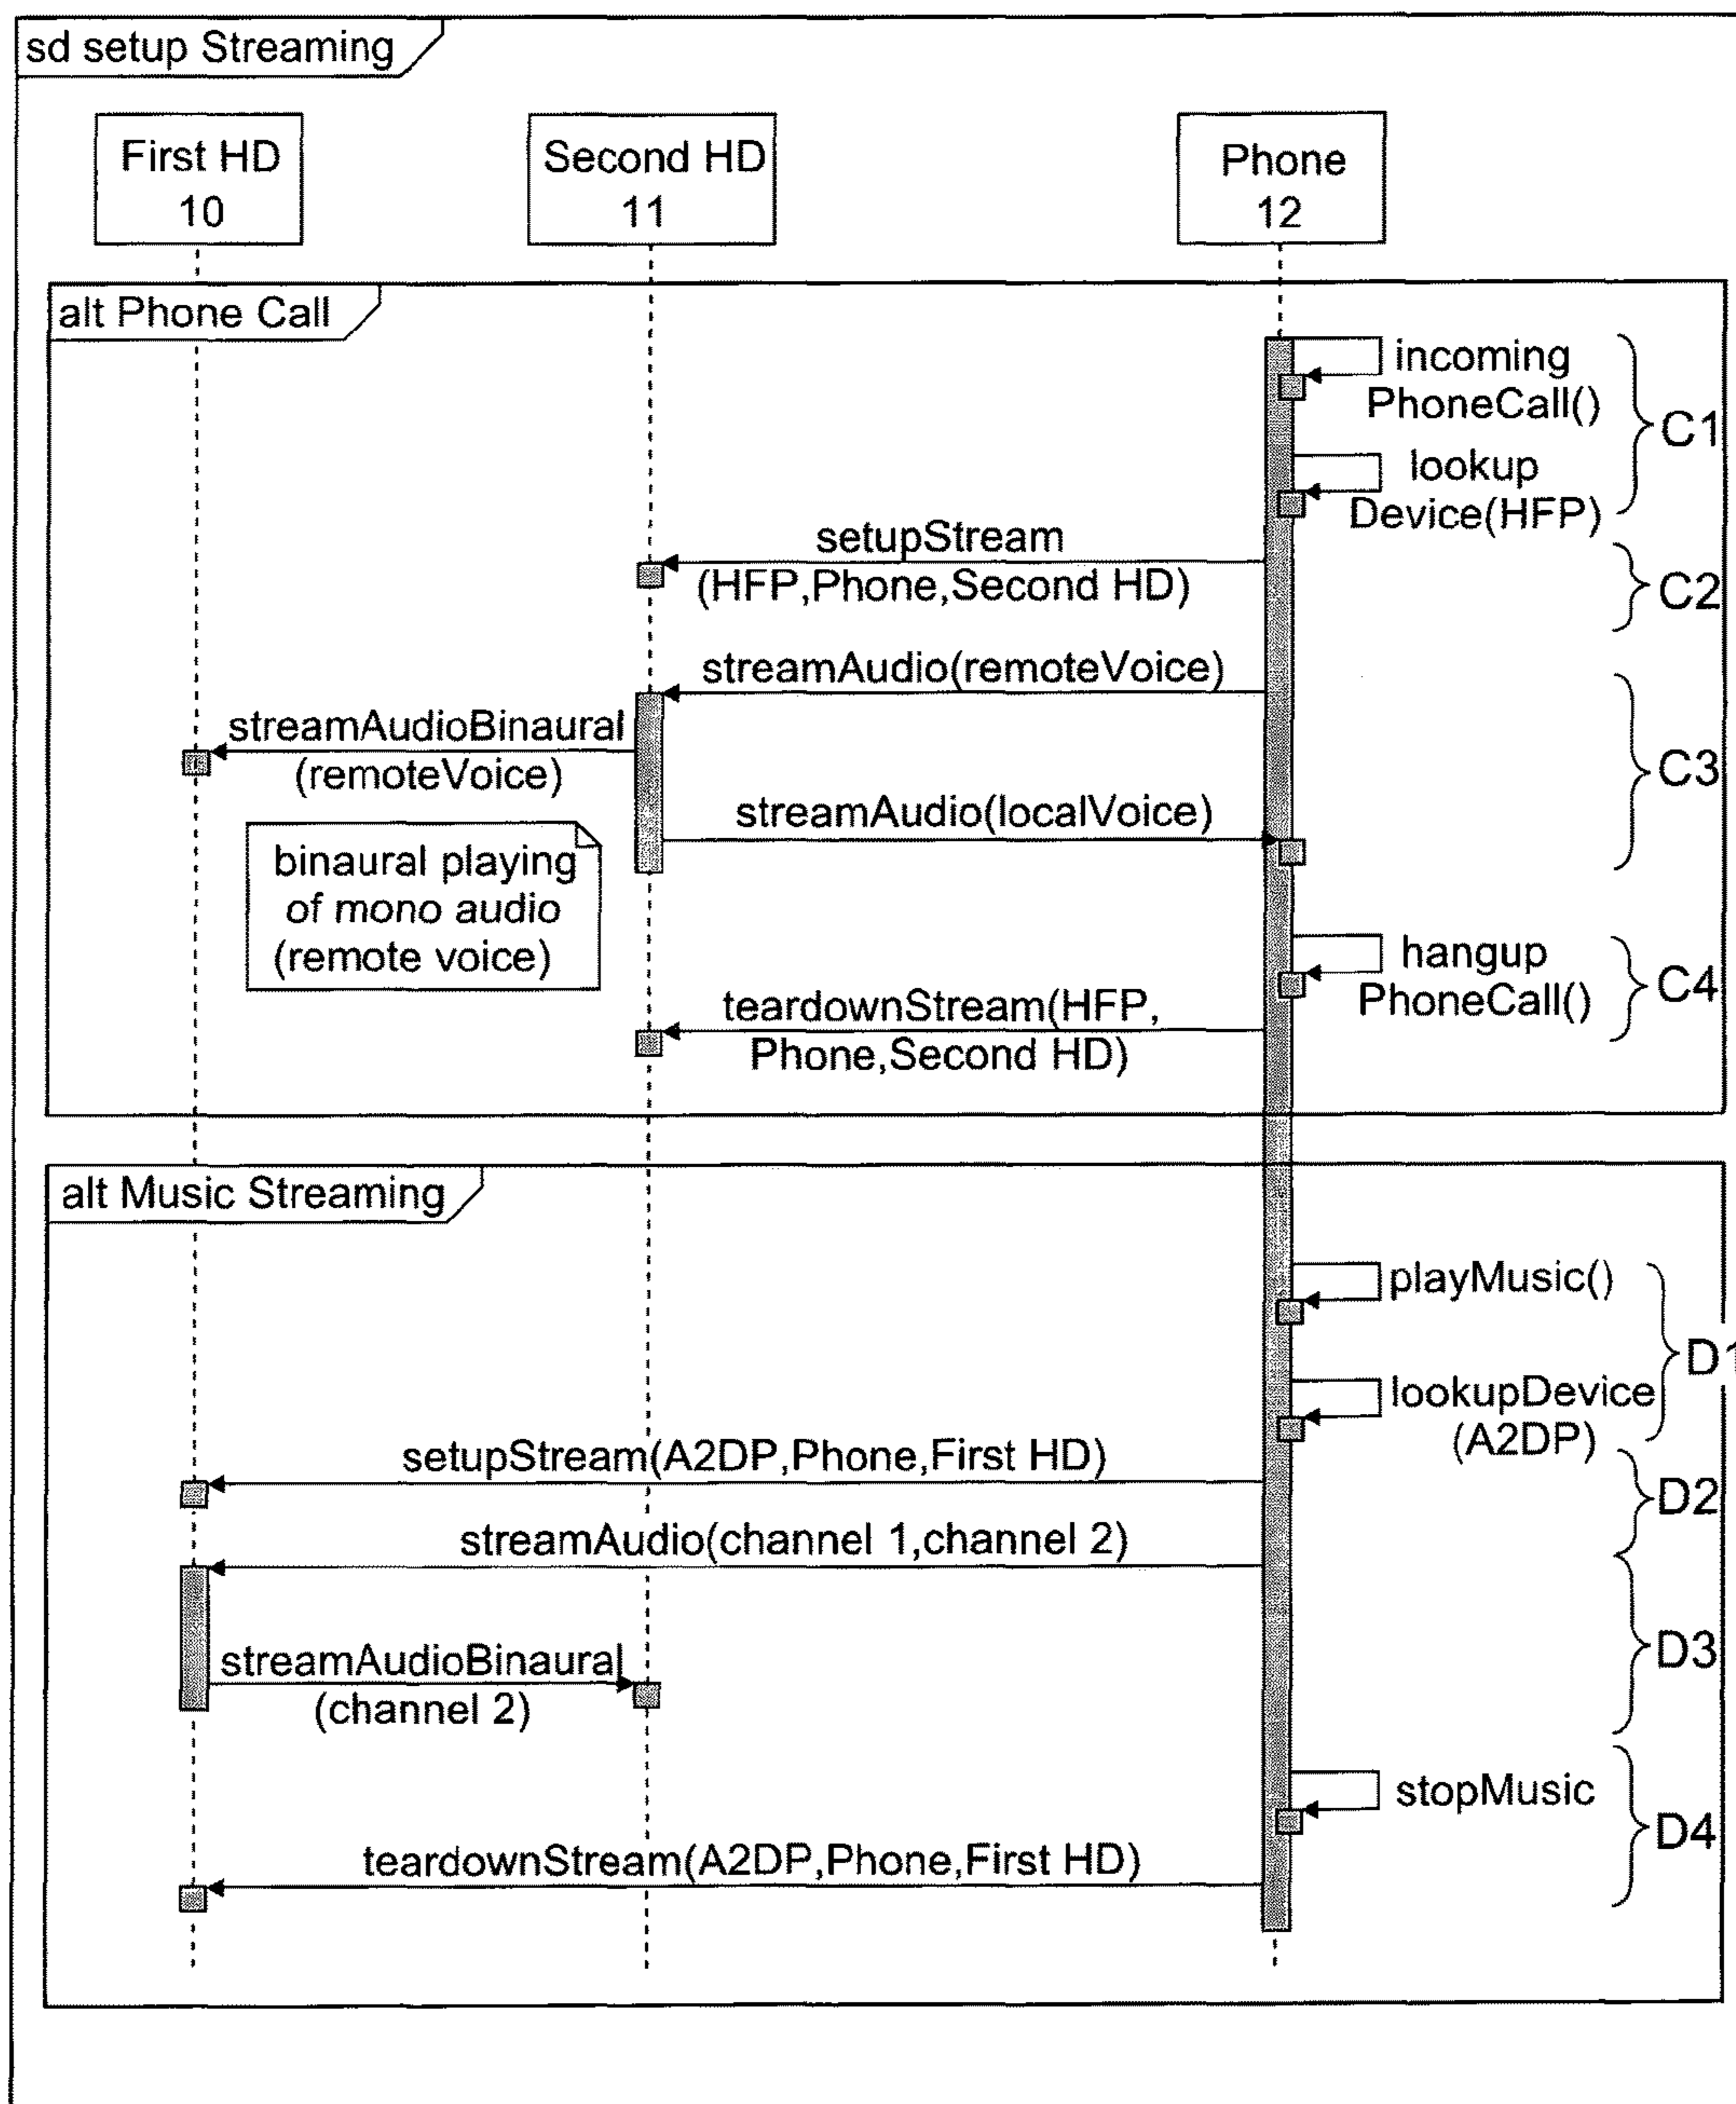 sd setup Streaming
First HD
10
Second HD
11
Phone
12
alt Phone Call
incoming
PhoneCall()
C1
lookup
Device(HFP)
setupStream
(HFP,Phone,Second HD)
C2
streamAudio(remoteVoice)
streamAudioBinaural
(remoteVoice)
C3
streamAudio(localVoice)
binaural playing
of mono audio
(remote voice)
hangup
PhoneCall()
C4
teardownStream(HFP,
Phone,Second HD)
alt Music Streaming
playMusic()
D1
lookupDevice
(A2DP)
setupStream(A2DP,Phone,First HD)
D2
streamAudio(channel 1,channel 2)
streamAudioBinaural
(channel 2)
D3
stopMusic
D4
teardownStream(A2DP,Phone,First HD)